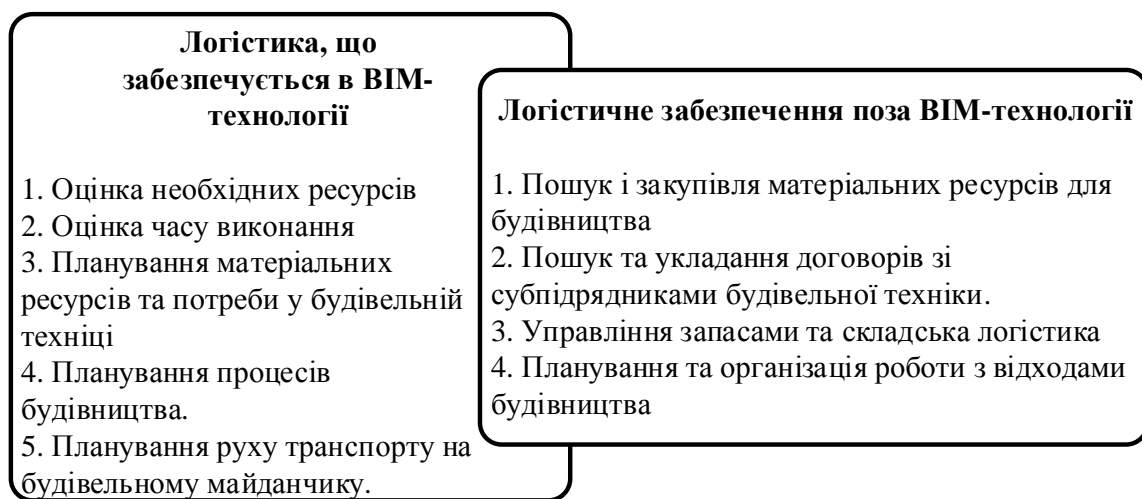 Логістика, що
забезпечується в BIM-
технології
1. Оцінка необхідних ресурсів
2. Оцінка часу виконання
3. Планування матеріальних
ресурсів та потреби у будівельній
техніці
4. Планування процесів
будівництва.
5. Планування руху транспорту на
будівельному майданчику.
Логістичне забезпечення поза BIM-технології
1. Пошук і закупівля матеріальних ресурсів для
будівництва
2. Пошук та укладання договорів зі
субпідрядниками будівельної техніки.
3. Управління запасами та складська логістика
4. Планування та організація роботи з відходами
будівництва